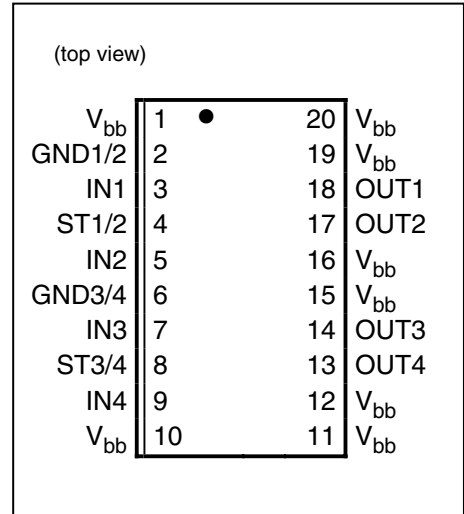 (top view)
Vbb 1 20 Vbb
GND1/2 2 19 Vbb
IN1 3 18 OUT1
ST1/2 4 17 OUT2
IN2 5 16 Vbb
GND3/4 6 15 Vbb
IN3 7 14 OUT3
ST3/4 8 13 OUT4
IN4 9 12 Vbb
Vbb 10 11 Vbb